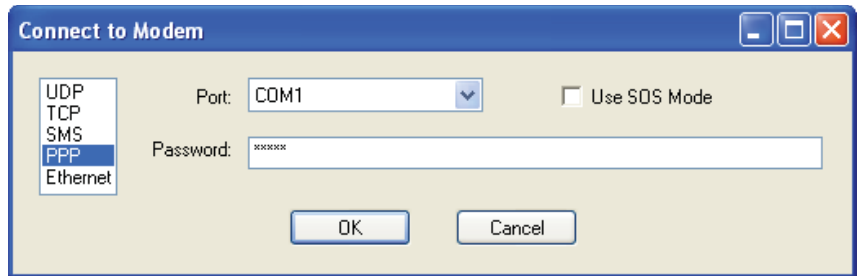 Connect to Modem
UDP
TCP
SMS
PPP
Ethernet
Port: COM1
Use SOS Mode
Password: *****
OK Cancel